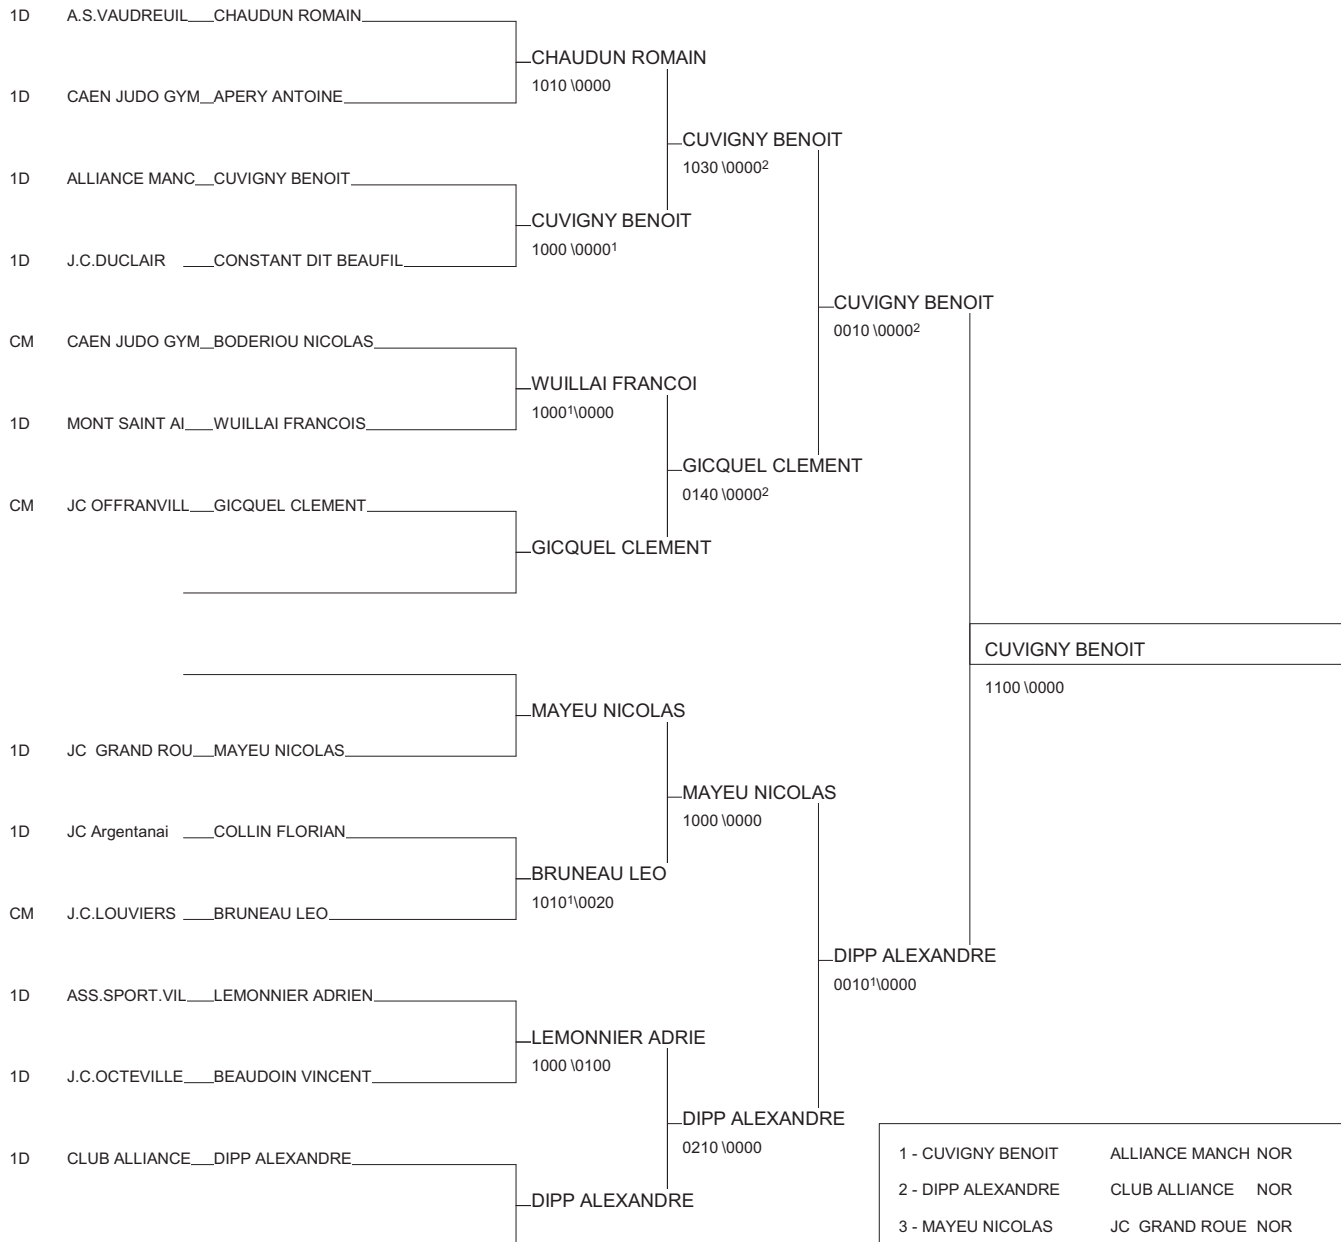 1D A.S.VAUDREUIL CHAUDUN ROMAIN
CHAUDUN ROMAIN
1010 \0000
1D CAEN JUDO GYM APERY ANTOINE
CUVIGNY BENOIT
1030 \0000²
1D ALLIANCE MANC CUVIGNY BENOIT
CUVIGNY BENOIT
1000 \0000¹
1D J.C.DUCLAIR CONSTANT DIT BEAUFIL
CUVIGNY BENOIT
0010 \0000²
CM CAEN JUDO GYM BODERIOU NICOLAS
WUILLAI FRANCOI
1000¹\0000
1D MONT SAINT AI WUILLAI FRANCOIS
GICQUEL CLEMENT
0140 \0000²
CM JC OFFRANVILL GICQUEL CLEMENT
GICQUEL CLEMENT
CUVIGNY BENOIT
1100 \0000
MAYEU NICOLAS
1D JC GRAND ROU MAYEU NICOLAS
MAYEU NICOLAS
1000 \0000
1D JC Argentanai COLLIN FLORIAN
BRUNEAU LEO
1010¹\0020
CM J.C.LOUVIERS BRUNEAU LEO
DIPP ALEXANDRE
0010¹\0000
1D ASS.SPORT.VIL LEMONNIER ADRIEN
LEMONNIER ADRIE
1000 \0100
1D J.C.OCTEVILLE BEAUDOIN VINCENT
DIPP ALEXANDRE
0210 \0000
1D CLUB ALLIANCE DIPP ALEXANDRE
DIPP ALEXANDRE
1 - CUVIGNY BENOIT ALLIANCE MANCH NOR
2 - DIPP ALEXANDRE CLUB ALLIANCE NOR
3 - MAYEU NICOLAS JC GRAND ROUE NOR